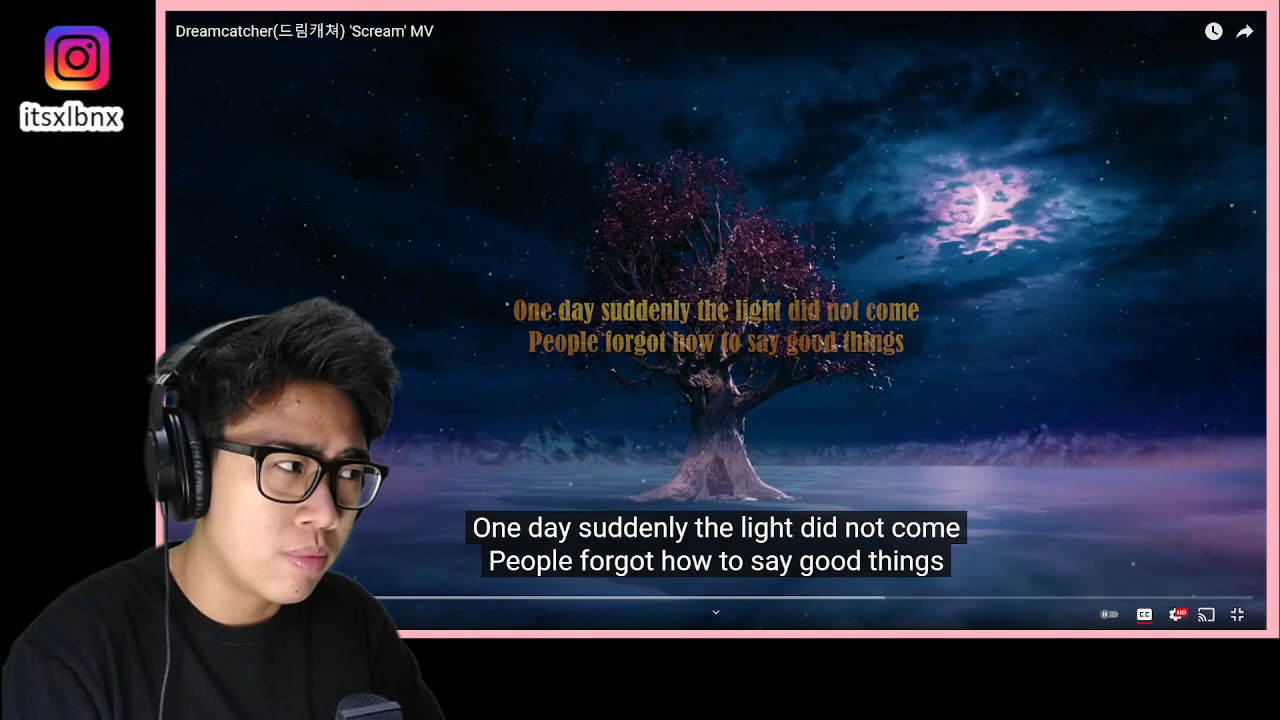 Dreamcatcher(드림캐쳐) 'Scream' MV
itsxlbnx
One day suddenly the light did not come
People forgot how to say good things
One day suddenly the light did not come
People forgot how to say good things
CC
HD